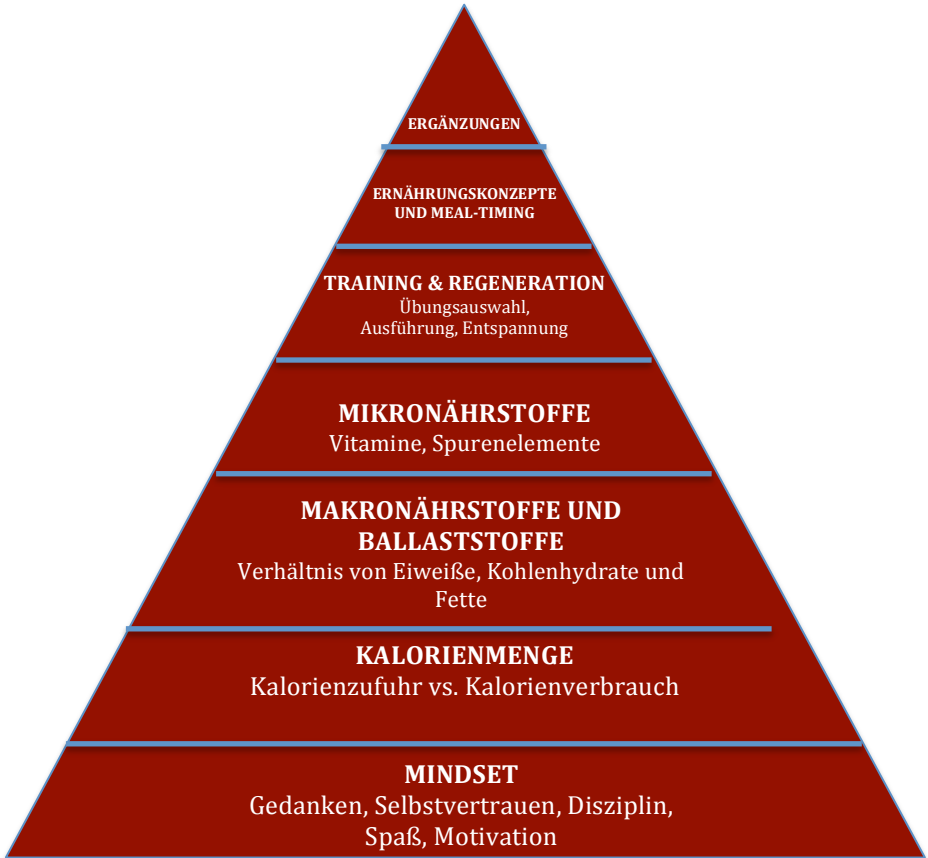 ERGÄNZUNGEN
ERNÄHRUNGSKONZEPTE
UND MEAL-TIMING
TRAINING & REGENERATION
Übungsauswahl,
Ausführung, Entspannung
MIKRONÄHRSTOFFE
Vitamine, Spurenelemente
MAKRONÄHRSTOFFE UND
BALLASTSTOFFE
Verhältnis von Eiweiße, Kohlenhydrate und
Fette
KALORIENMENGE
Kalorienzufuhr vs. Kalorienverbrauch
MINDSET
Gedanken, Selbstvertrauen, Disziplin,
Spaß, Motivation